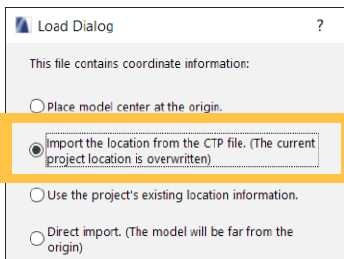 Load Dialog ?
This file contains coordinate information:
Place model center at the origin.
Import the location from the CTP file. (The current
project location is overwritten)
Use the project's existing location information.
Direct import. (The model will be far from the
origin)